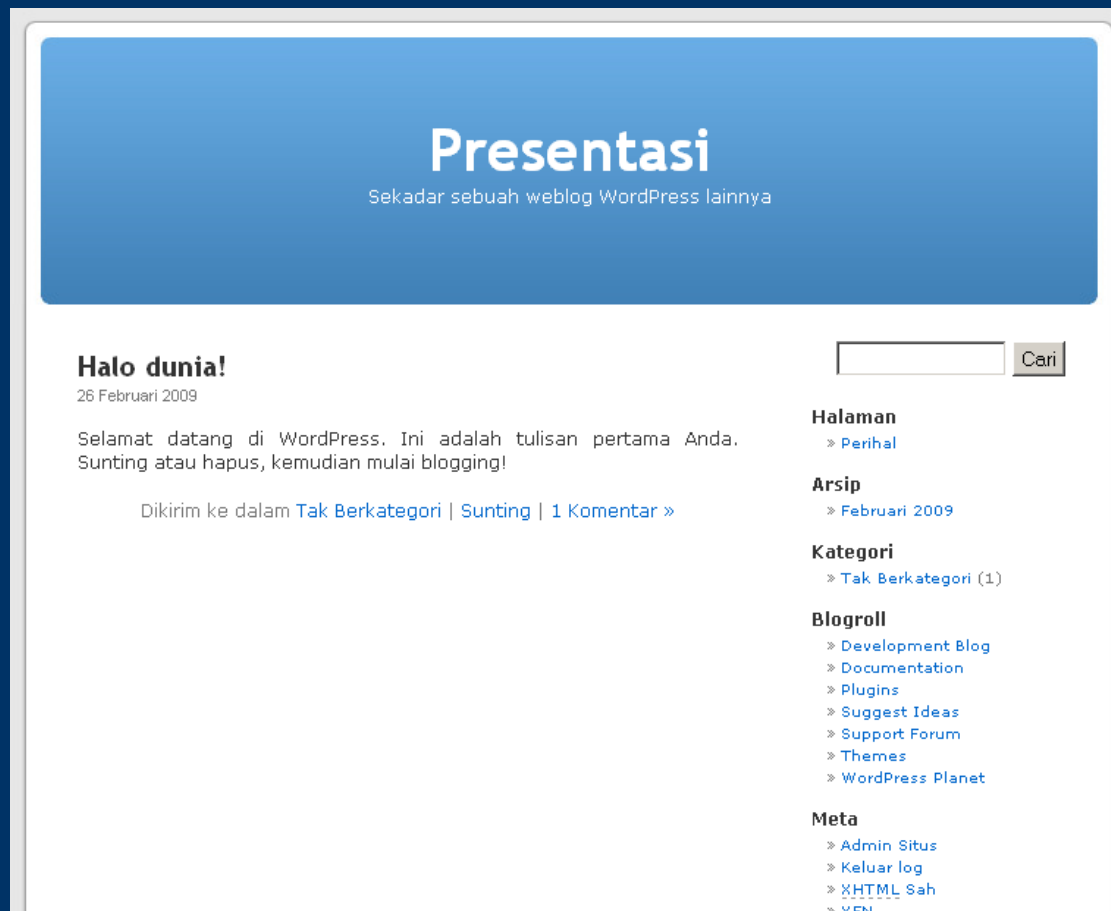 Presentasi
Sekadar sebuah weblog WordPress lainnya
Halo dunia!
26 Februari 2009
Selamat datang di WordPress. Ini adalah tulisan pertama Anda.
Sunting atau hapus, kemudian mulai blogging!
Dikirim ke dalam Tak Berkategori | Sunting | 1 Komentar »
Cari
Halaman
» Perihal
Arsip
» Februari 2009
Kategori
» Tak Berkategori (1)
Blogroll
» Development Blog
» Documentation
» Plugins
» Suggest Ideas
» Support Forum
» Themes
» WordPress Planet
Meta
» Admin Situs
» Keluar log
» XHTML Sah
» XFN